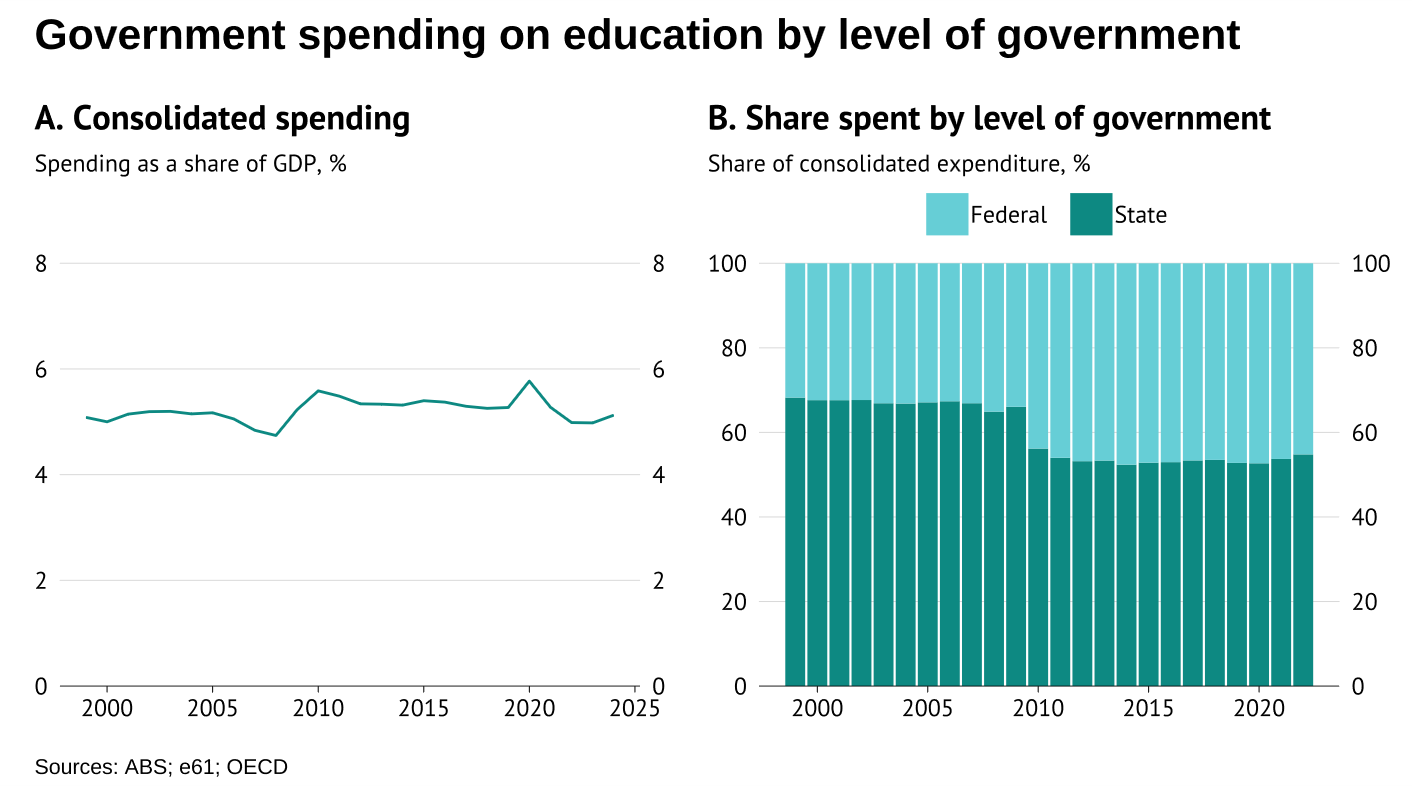 Government spending on education by level of government
A. Consolidated spending
Spending as a share of GDP, %
8 8
6 6
4 4
2 2
0 0
2000 2005 2010 2015 2020 2025
B. Share spent by level of government
Share of consolidated expenditure, %
Federal State
100 100
80 80
60 60
40 40
20 20
0 0
2000 2005 2010 2015 2020
Sources: ABS; e61; OECD